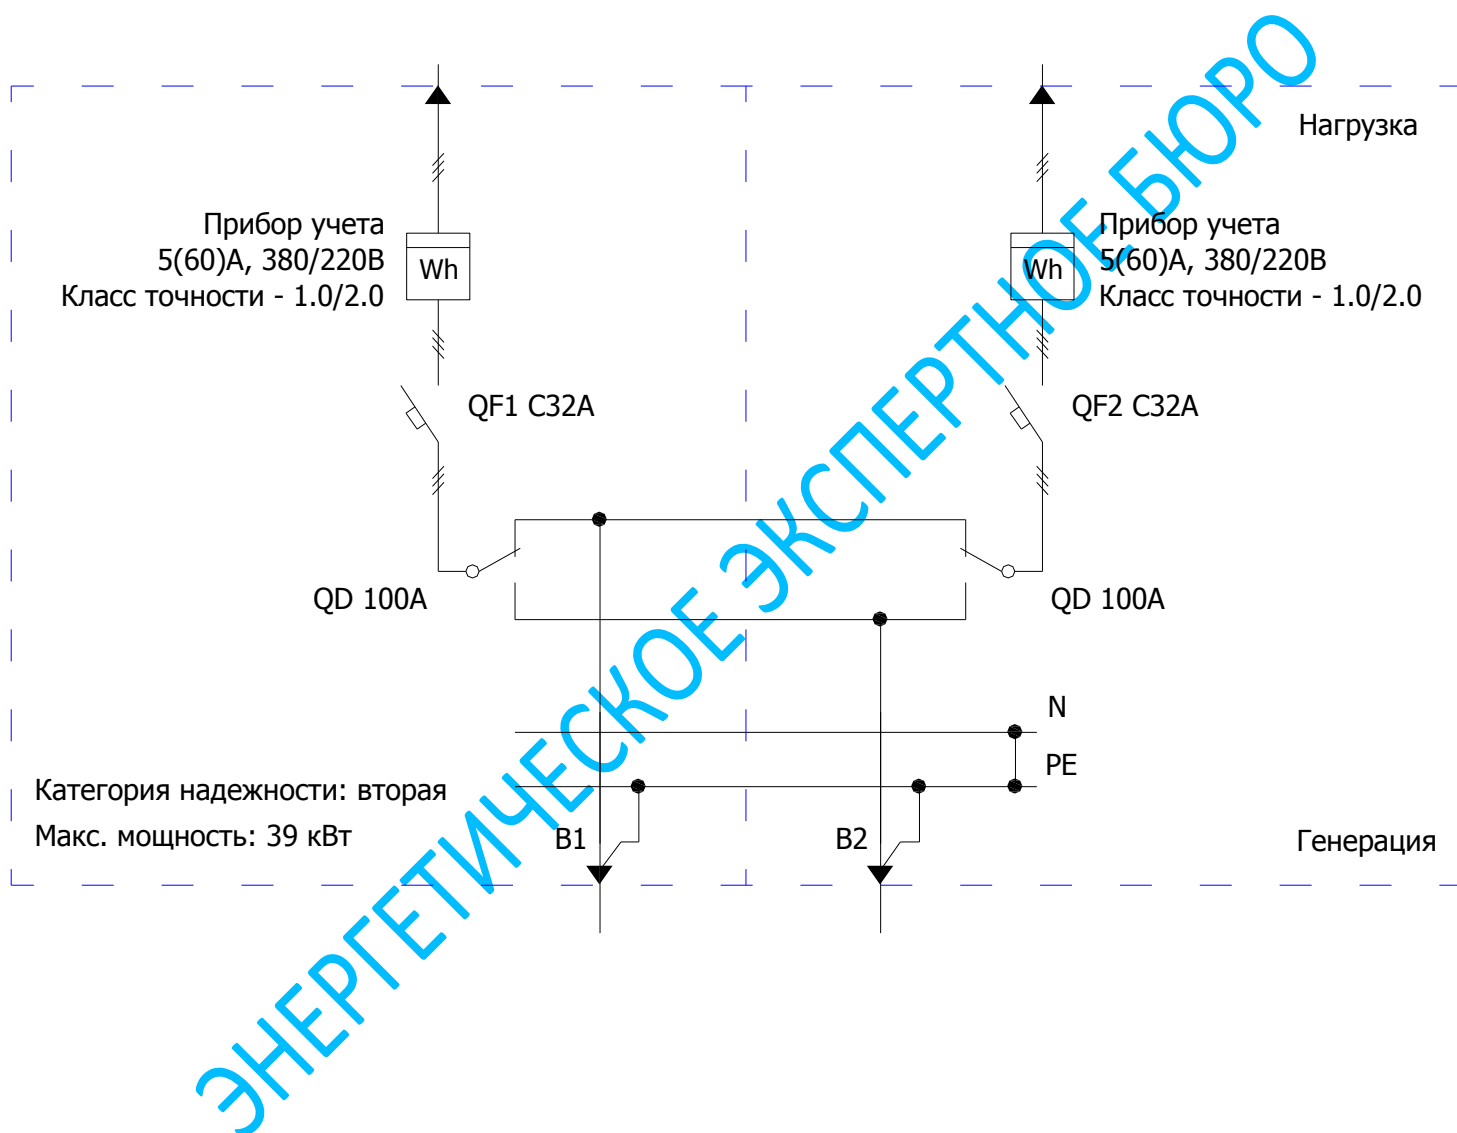 Нагрузка
Прибор учета
5(60)А, 380/220В
Класс точности - 1.0/2.0
Wh
Wh
Прибор учета
5(60)А, 380/220В
Класс точности - 1.0/2.0
QF1 C32A
QF2 C32A
QD 100A
QD 100A
N
PE
Категория надежности: вторая
Макс. мощность: 39 кВт
В1
В2
Генерация
ЭНЕРГЕТИЧЕСКОЕ ЭКСПЕРТНОЕ БЮРО